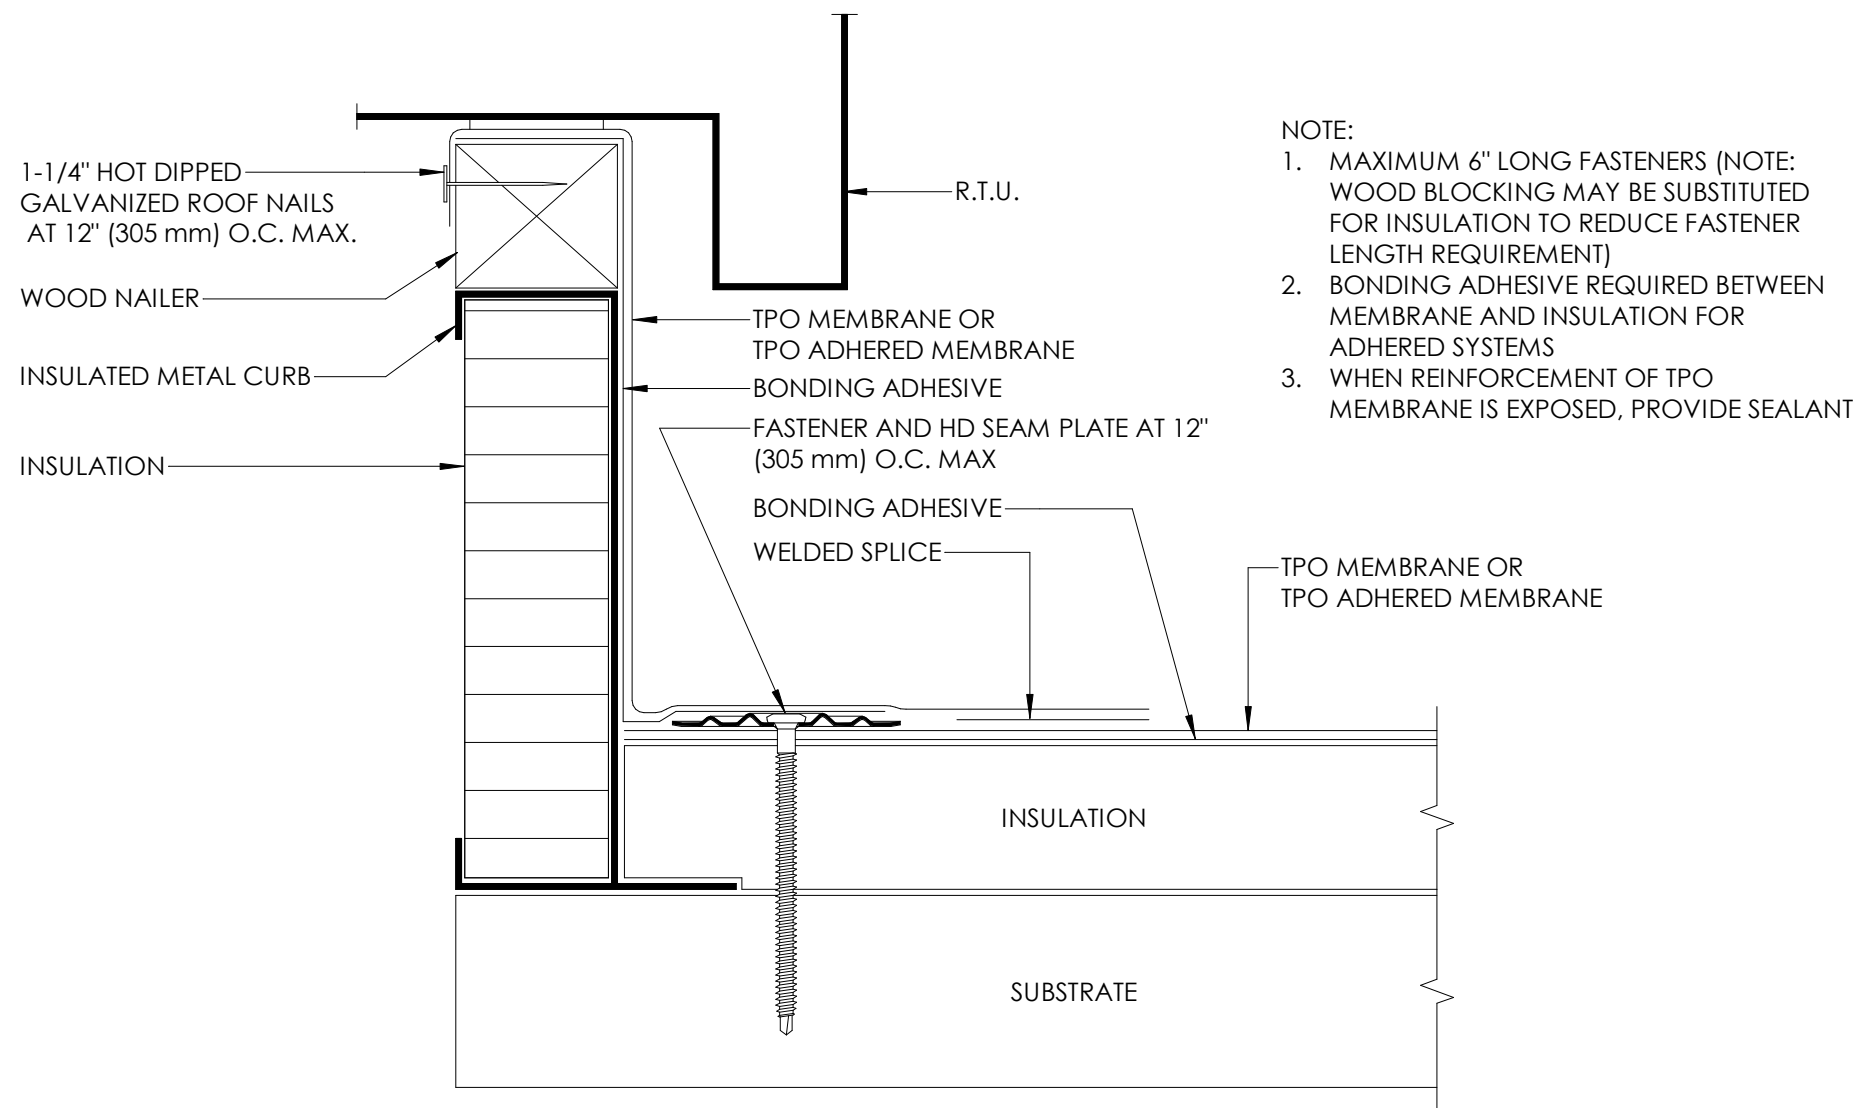 1-1/4" HOT DIPPED
GALVANIZED ROOF NAILS
AT 12" (305 mm) O.C. MAX.
WOOD NAILER
INSULATED METAL CURB
INSULATION
R.T.U.
TPO MEMBRANE OR
TPO ADHERED MEMBRANE
BONDING ADHESIVE
FASTENER AND HD SEAM PLATE AT 12"
(305 mm) O.C. MAX
BONDING ADHESIVE
WELDED SPLICE
NOTE:
1. MAXIMUM 6" LONG FASTENERS (NOTE:
WOOD BLOCKING MAY BE SUBSTITUTED
FOR INSULATION TO REDUCE FASTENER
LENGTH REQUIREMENT)
2. BONDING ADHESIVE REQUIRED BETWEEN
MEMBRANE AND INSULATION FOR
ADHERED SYSTEMS
3. WHEN REINFORCEMENT OF TPO
MEMBRANE IS EXPOSED, PROVIDE SEALANT
TPO MEMBRANE OR
TPO ADHERED MEMBRANE
INSULATION
SUBSTRATE